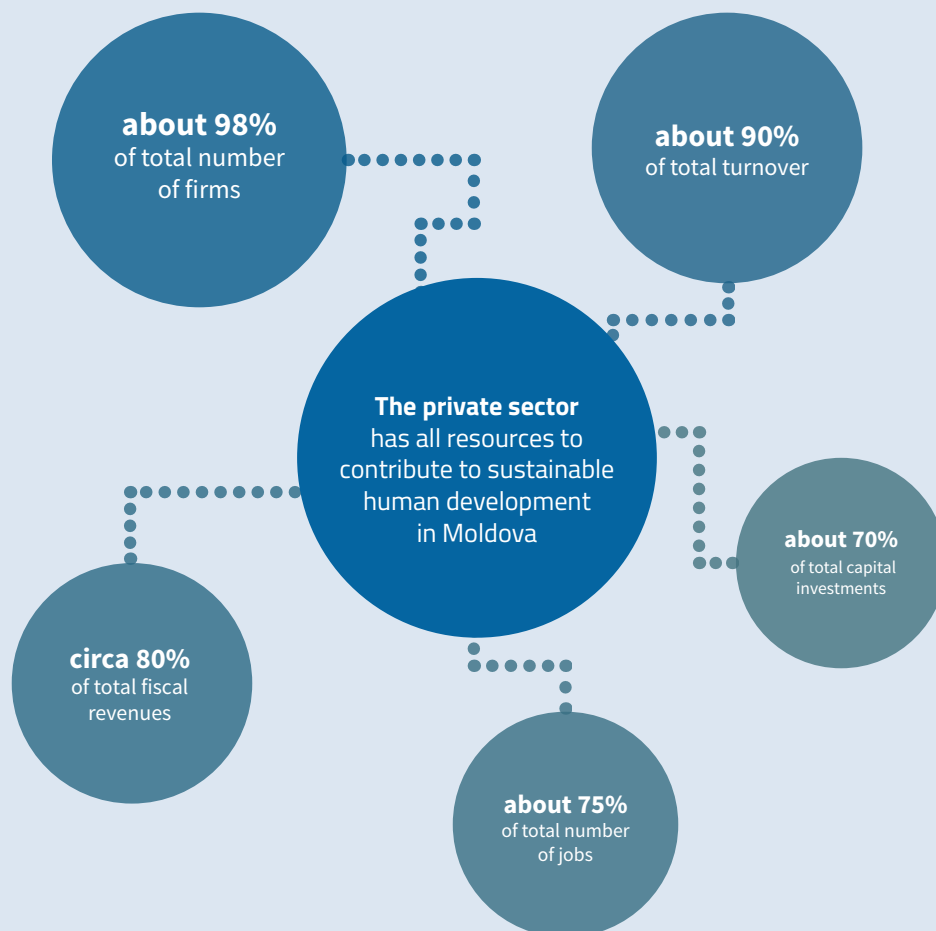 about 98%
of total number
of firms
about 90%
of total turnover
The private sector
has all resources to
contribute to sustainable
human development
in Moldova
about 70%
of total capital
investments
circa 80%
of total fiscal
revenues
about 75%
of total number
of jobs